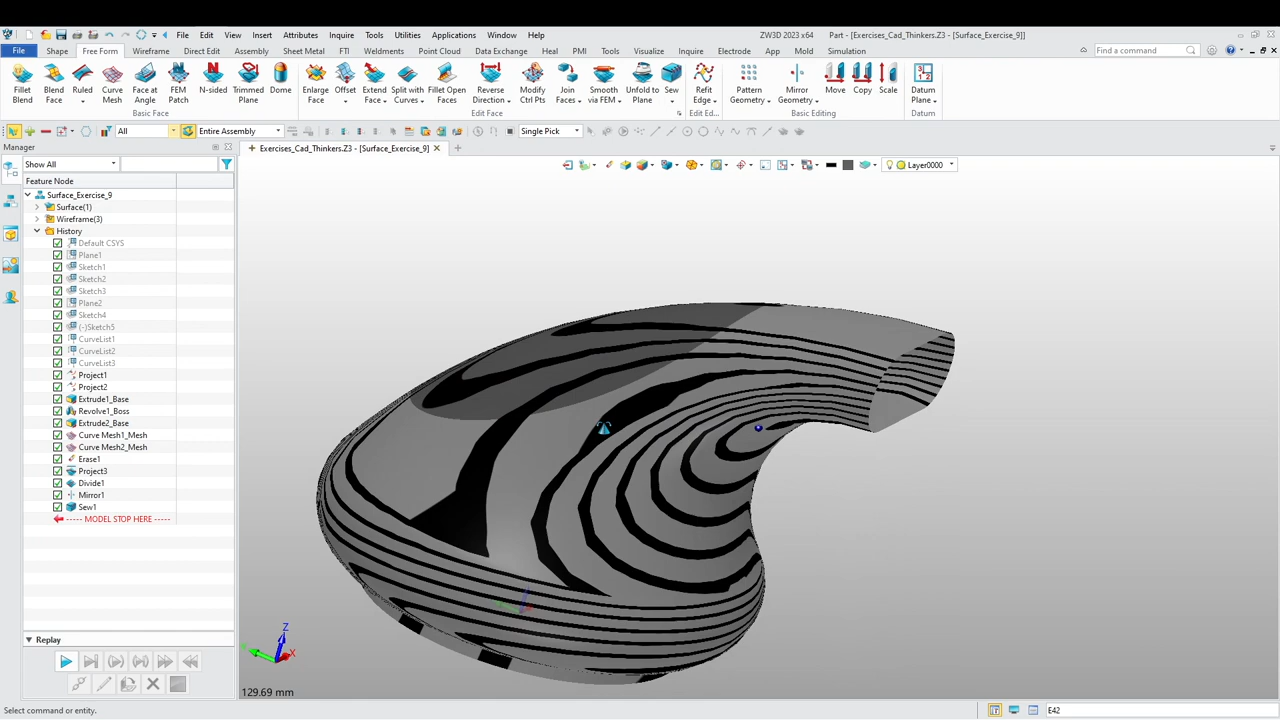 File Edit View Insert Attributes Inquire Tools Utilities Applications Window Help ZW3D 2023 x64 Part - [Exercises_Cad_Thinkers.Z3 - [Surface_Exercise_9]]
File Shape Free Form Wireframe Direct Edit Assembly Sheet Metal FTI Weldments Point Cloud Data Exchange Heal PMI Tools Visualize Inquire Electrode App Mold Simulation Find a command
Fillet Blend Ruled Curve Face at FEM N-sided Trimmed Dome Enlarge Offset Extend Split with Fillet Open Reverse Modify Join Smooth Unfold to Sew Refit Pattern Mirror Move Copy Scale Datum
Blend Face Mesh Angle Patch Plane Face Face Curves Faces Direction Ctrl Pts Faces via FEM Plane Edge Geometry Geometry Plane
Basic Face Edit Face Edit Ed... Basic Editing Datum
All Entire Assembly Single Pick
Manager Exercises_Cad_Thinkers.Z3 - [Surface_Exercise_9]
Show All Layer0000
Feature Node
Surface_Exercise_9
Surface(1)
Wireframe(3)
History
Default CSYS
Plane1
Sketch1
Sketch2
Sketch3
Plane2
Sketch4
(-)Sketch5
CurveList1
CurveList2
CurveList3
Project1
Project2
Extrude1_Base
Revolve1_Boss
Extrude2_Base
Curve Mesh1_Mesh
Curve Mesh2_Mesh
Erase1
Project3
Divide1
Mirror1
Sew1
----- MODEL STOP HERE -----
Replay
Z
Y
X
129.69 mm
Select command or entity. E42